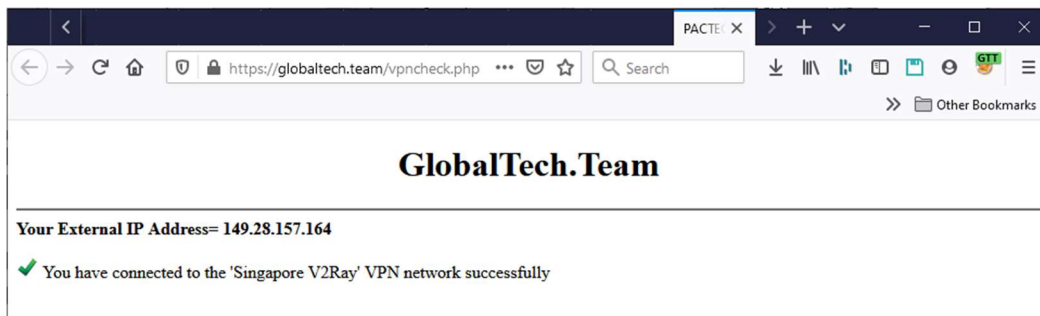 PACTEC
https://globaltech.team/vpncheck.php
Search
GTT
Other Bookmarks
GlobalTech.Team
Your External IP Address= 149.28.157.164
You have connected to the 'Singapore V2Ray' VPN network successfully